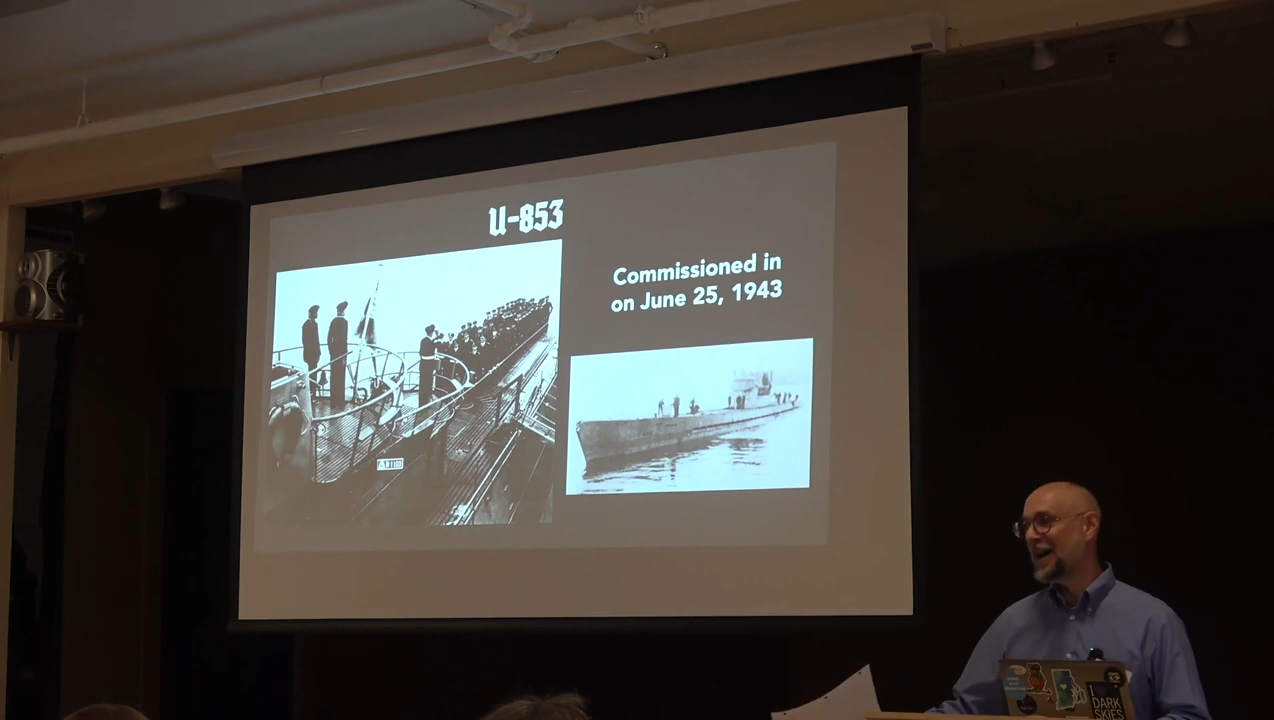 U-853
Commissioned in
on June 25, 1943
I
DARK
SKIES